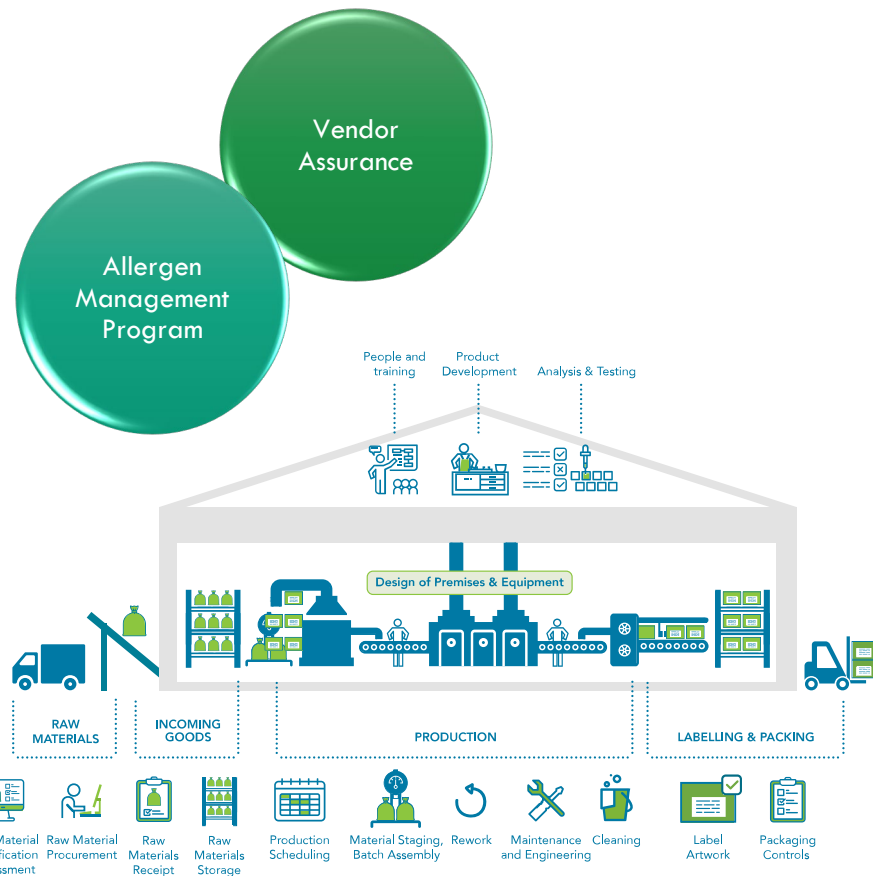 Vendor
Assurance
Allergen
Management
Program
People and
training
Product
Development
Analysis & Testing
Design of Premises & Equipment
RAW
MATERIALS
INCOMING
GOODS
PRODUCTION
LABELLING & PACKING
Material
Raw Material
Procurement
Raw
Materials
Receipt
Raw
Materials
Storage
Production
Scheduling
Material Staging,
Batch Assembly
Rework
Maintenance
and Engineering
Cleaning
Label
Artwork
Packaging
Controls